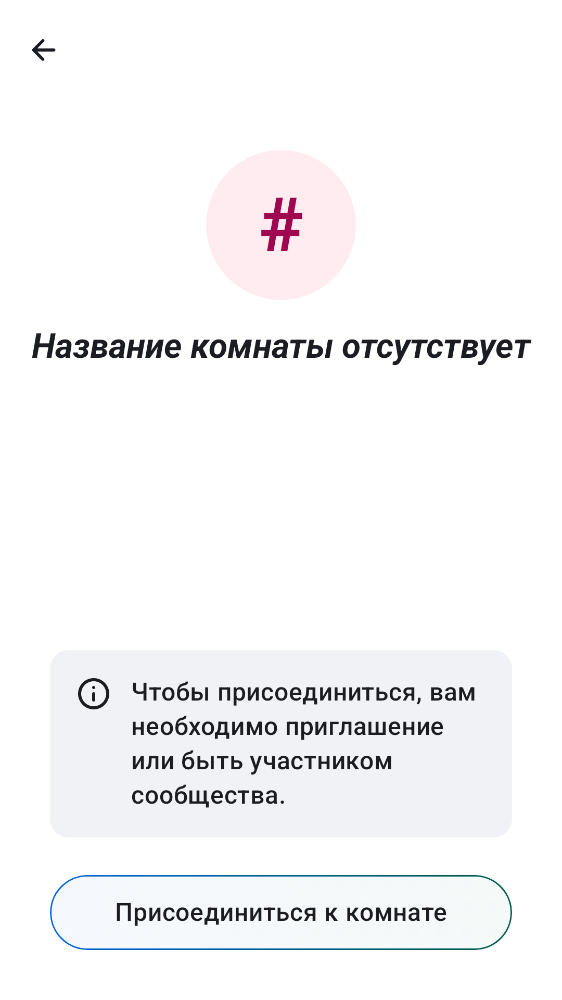 #
Название комнаты отсутствует
Чтобы присоединиться, вам
необходимо приглашение
или быть участником
сообщества.
Присоединиться к комнате